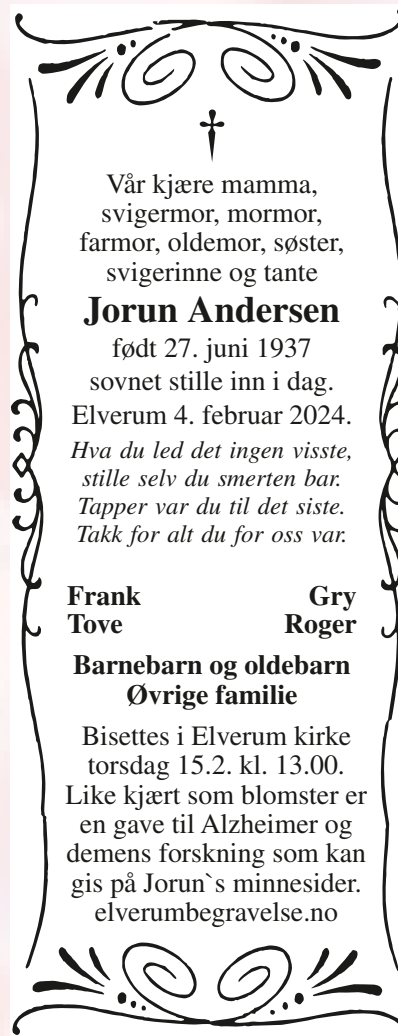 Vår kjære mamma,
svigermor, mormor,
farmor, oldemor, søster,
svigerinne og tante
Jorun Andersen
født 27. juni 1937
sovnet stille inn i dag.
Elverum 4. februar 2024.
Hva du led det ingen visste,
stille selv du smerten bar.
Tapper var du til det siste.
Takk for alt du for oss var.
Frank Gry
Tove Roger
Barnebarn og oldebarn
Øvrige familie
Bisettes i Elverum kirke
torsdag 15.2. kl. 13.00.
Like kjært som blomster er
en gave til Alzheimer og
demens forskning som kan
gis på Jorun`s minnesider.
elverumbegravelse.no